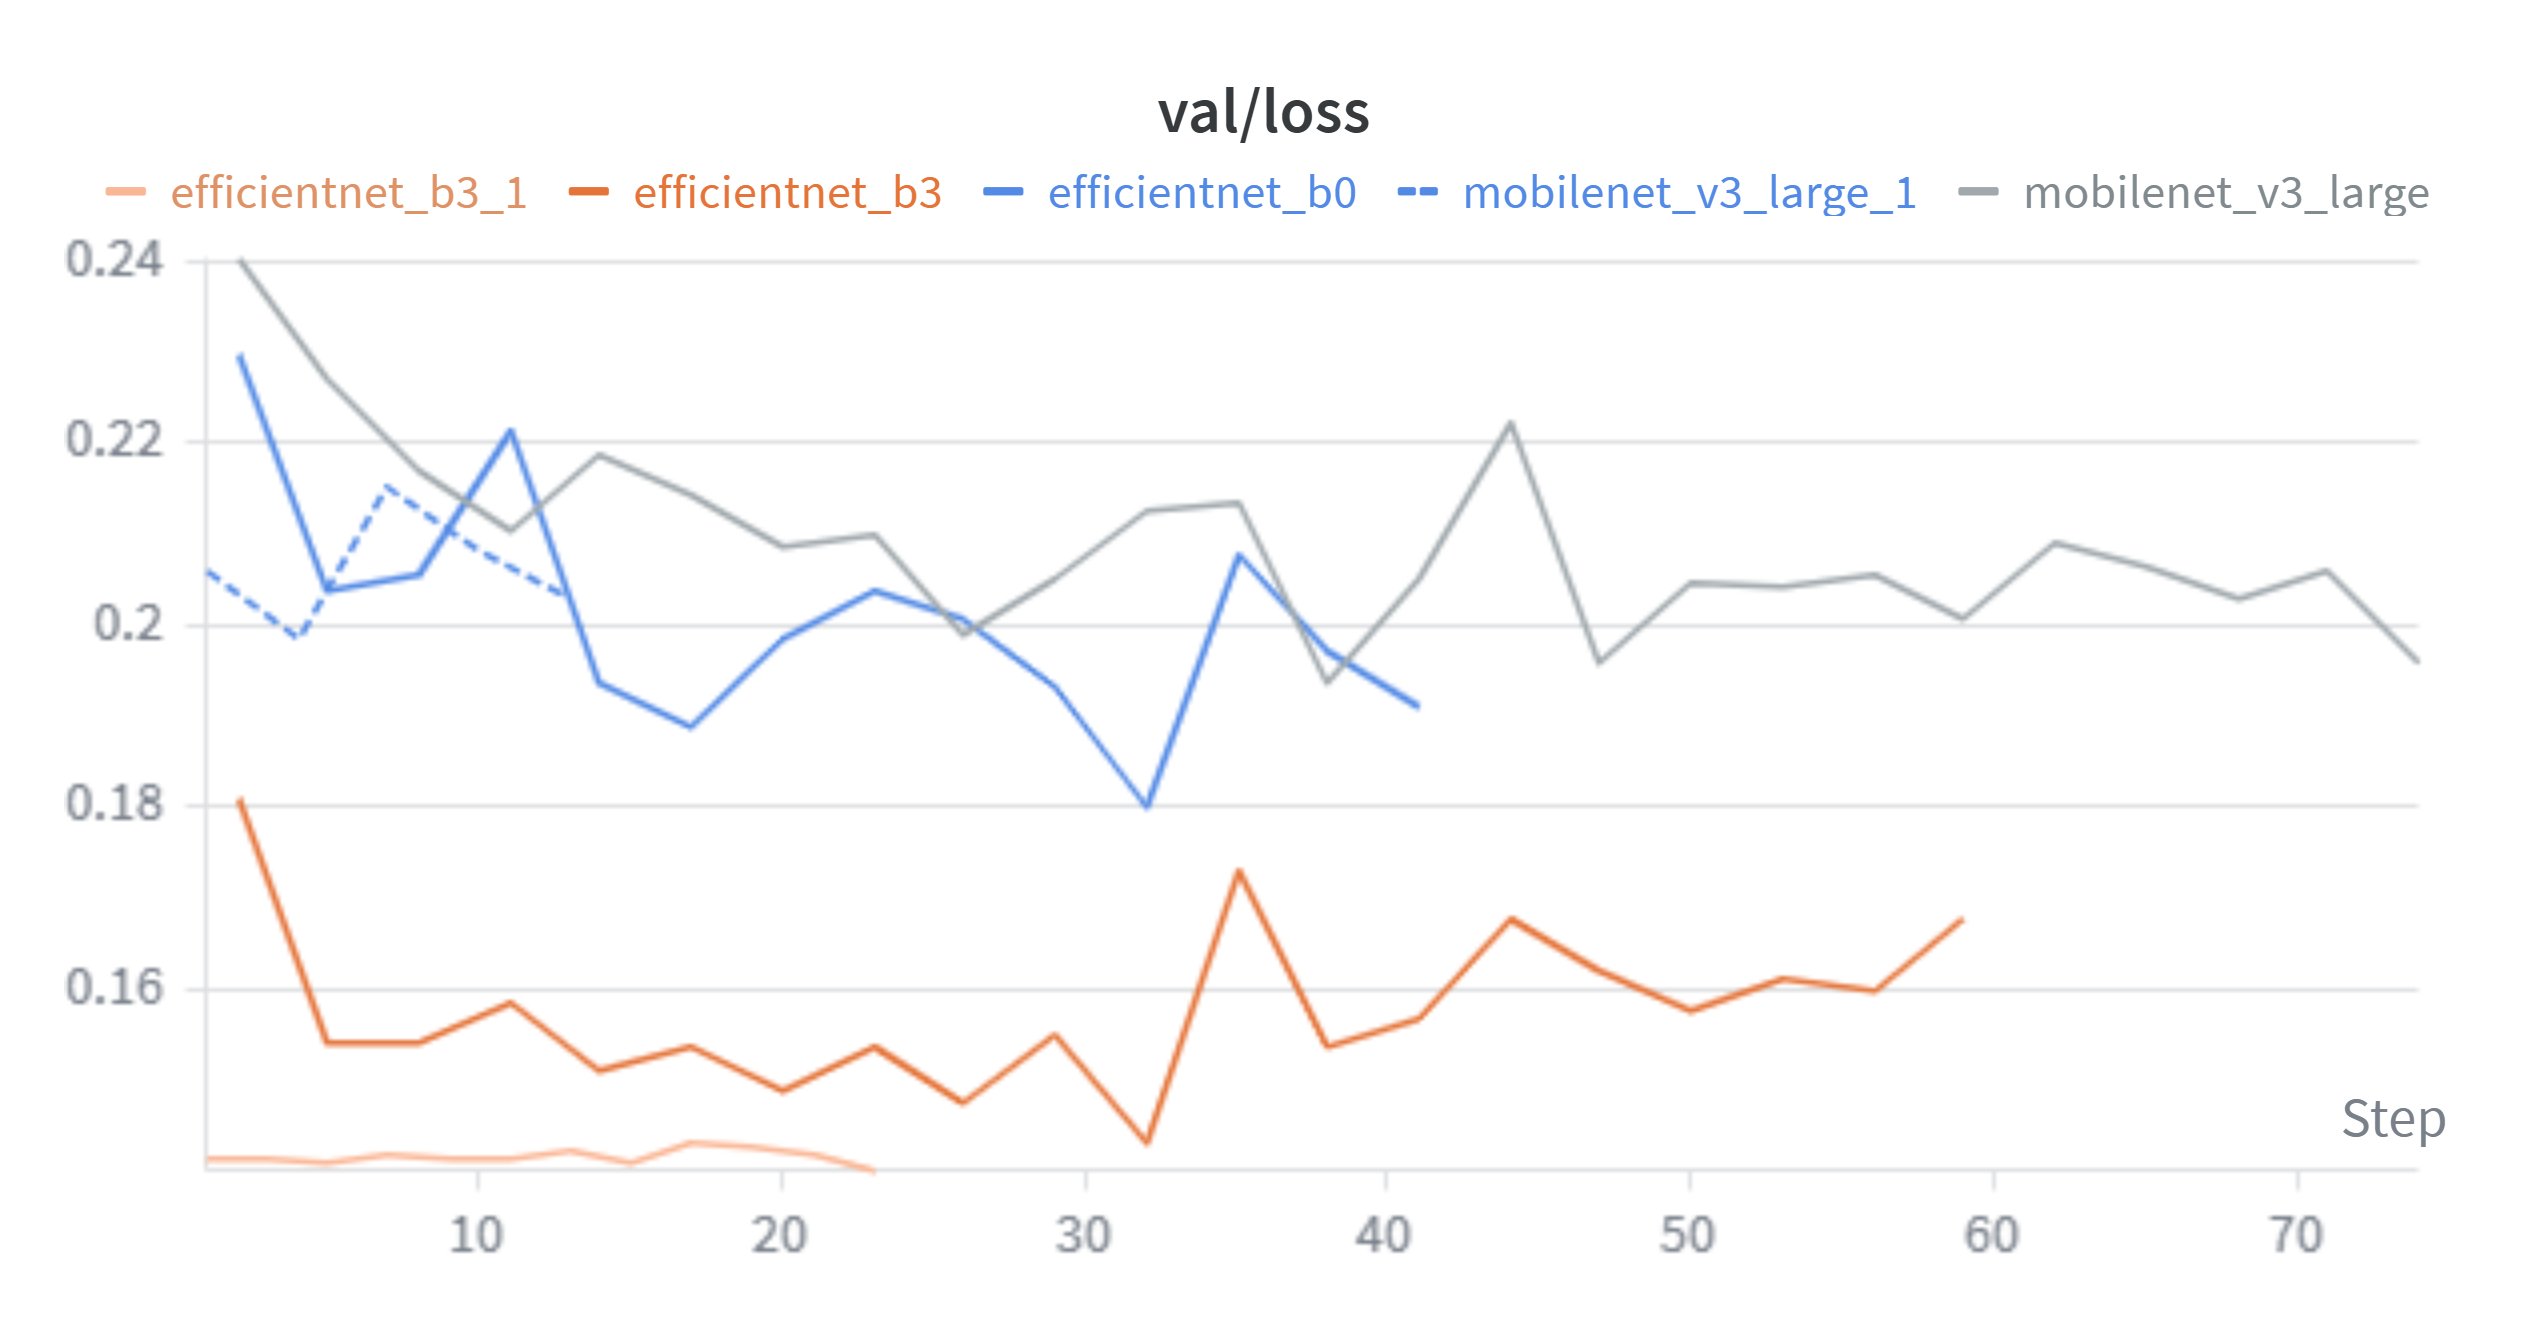 val/loss
efficientnet_b3_1 efficientnet_b3 efficientnet_b0 mobilenet_v3_large_1 mobilenet_v3_large
0.24
0.22
0.2
0.18
0.16
Step
10 20 30 40 50 60 70